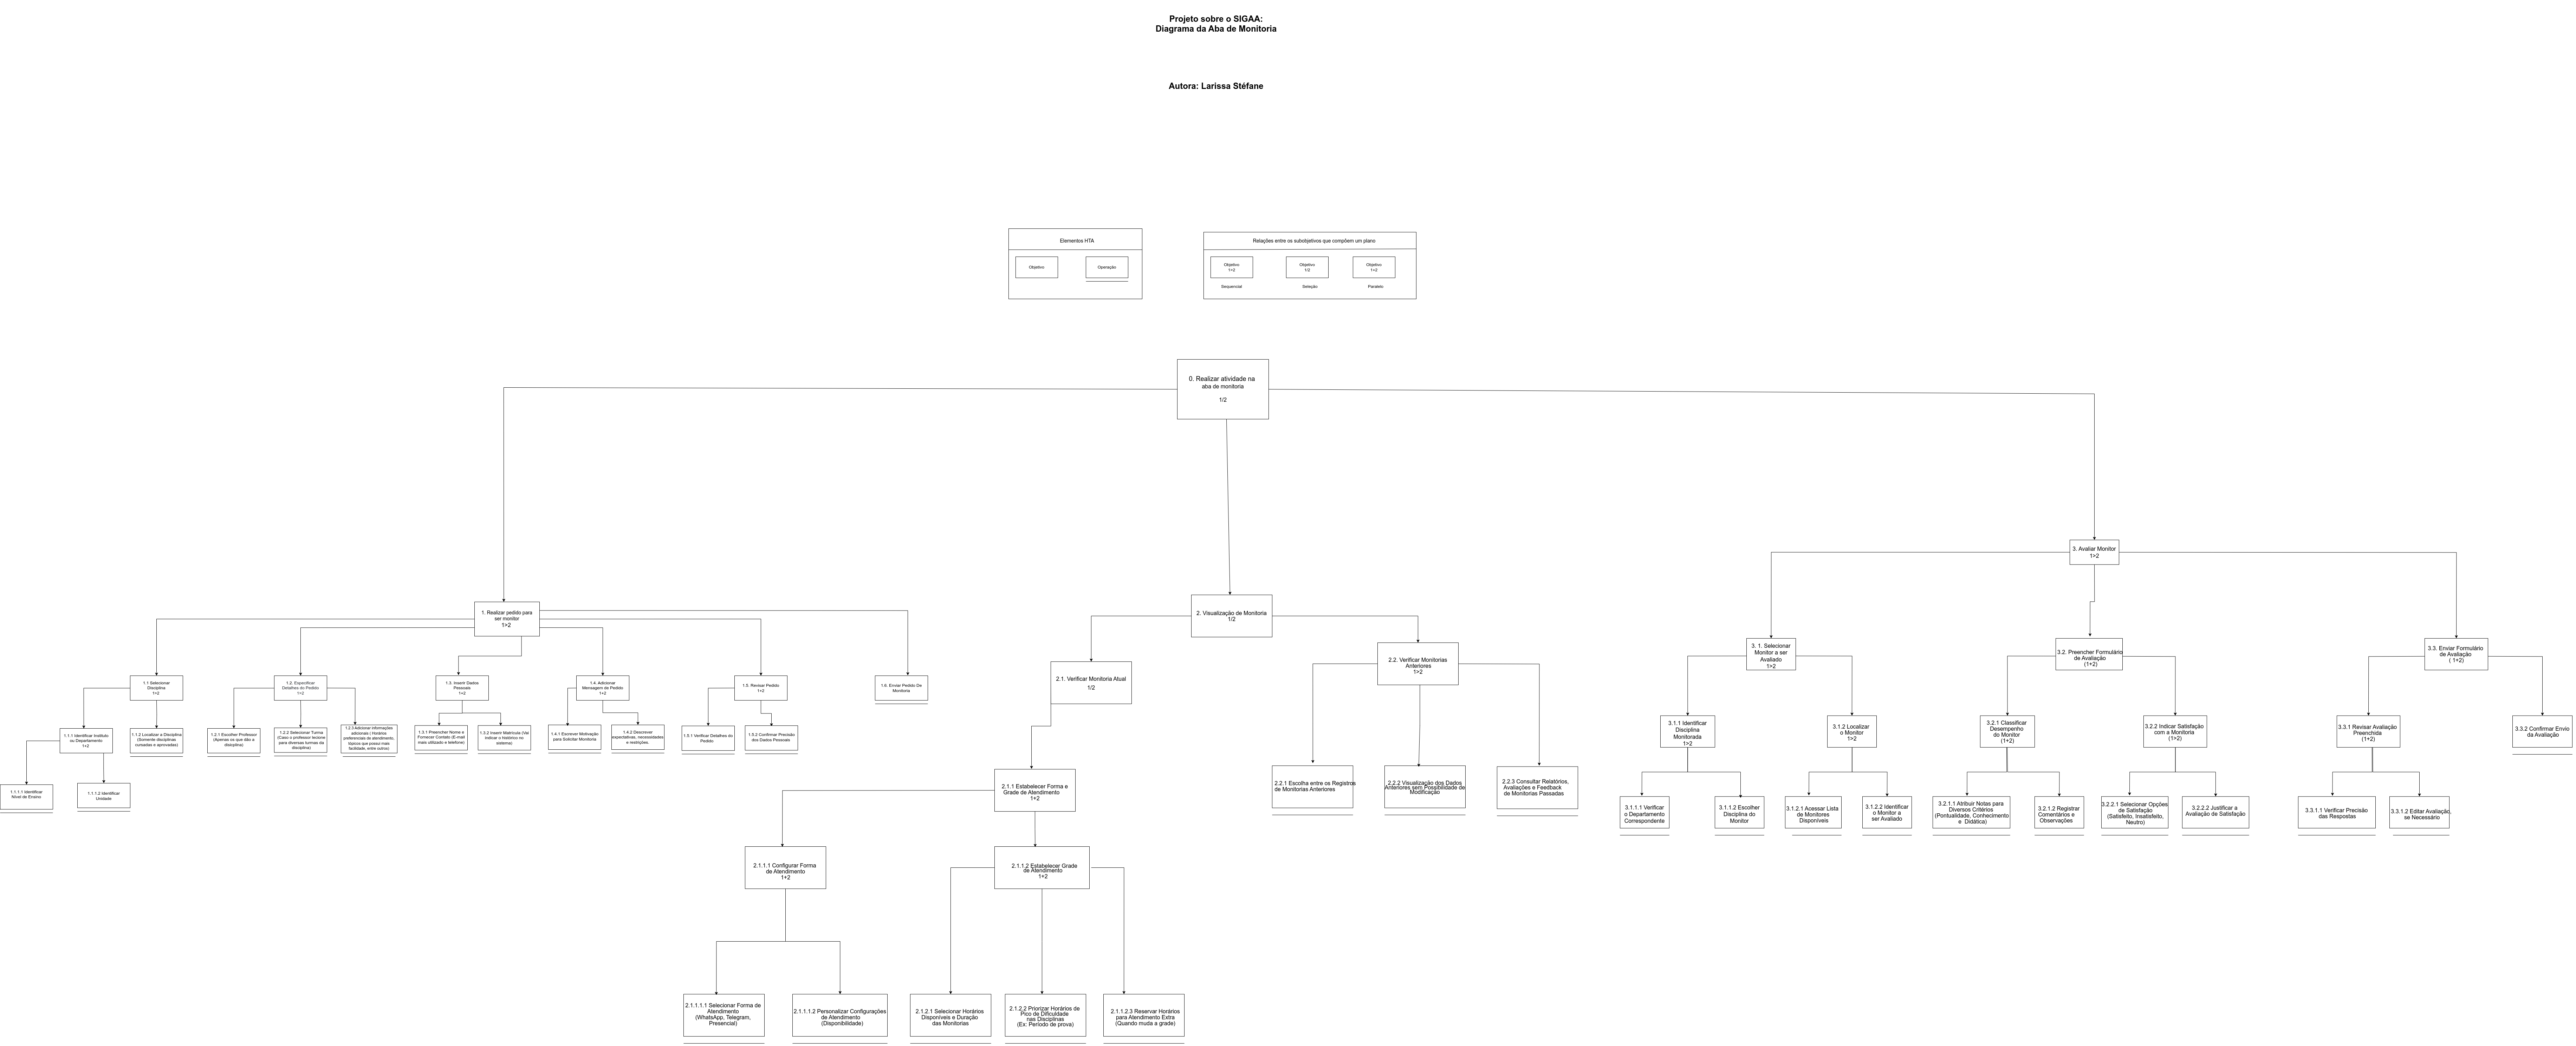 Projeto sobre o SIGAA:
Diagrama da Aba de Monitoria
Autora: Larissa Stéfane
Elementos HTA
Objetivo
Operação
Relações entre os subobjetivos que compõem um plano
Objetivo
1>2
Sequencial
Objetivo
1/2
Seleção
Objetivo
1+2
Paralelo
0. Realizar atividade na
aba de monitoria
1/2
1. Realizar pedido para
ser monitor
1>2
1.1 Selecionar
Disciplina
1+2
1.1.1 Identificar Instituto
ou Departamento
1+2
1.1.1.1 Identificar
Nível de Ensino
1.1.1.2 Identificar
Unidade
1.1.2 Localizar a Disciplina
(Somente disciplinas
cursadas e aprovadas)
1.2. Especificar
Detalhes do Pedido
1+2
1.2.1 Escolher Professor
(Apenas os que dão a
disciplina)
1.2.2 Selecionar Turma
(Caso o professor lecione
para diversas turmas da
disciplina)
1.2.3 Adicionar informações
adicionais ( Horários
preferenciais de atendimento,
tópicos que possui mais
facilidade, entre outros)
1.3. Inserir Dados
Pessoais
1+2
1.3.1 Preencher Nome e
Fornecer Contato (E-mail
mais utilizado e telefone)
1.3.2 Inserir Matrícula (Vai
indicar o histórico no
sistema)
1.4. Adicionar
Mensagem de Pedido
1+2
1.4.1 Escrever Motivação
para Solicitar Monitoria
1.4.2 Descrever
expectativas, necessidades
e restrições.
1.5. Revisar Pedido
1+2
1.5.1 Verificar Detalhes do
Pedido
1.5.2 Confirmar Precisão
dos Dados Pessoais
1.6. Enviar Pedido De
Monitoria
2. Visualização de Monitoria
1/2
2.1. Verificar Monitoria Atual
1/2
2.1.1 Estabelecer Forma e
Grade de Atendimento
1+2
2.1.1.1 Configurar Forma
de Atendimento
1+2
2.1.1.1.1 Selecionar Forma de
Atendimento
(WhatsApp, Telegram,
Presencial)
2.1.1.1.2 Personalizar Configurações
de Atendimento
(Disponibilidade)
2.1.1.2 Estabelecer Grade
de Atendimento
1+2
2.1.2.1 Selecionar Horários
Disponíveis e Duração
das Monitorias
2.1.2.2 Priorizar Horários de
Pico de Dificuldade
nas Disciplinas
(Ex: Período de prova)
2.1.1.2.3 Reservar Horários
para Atendimento Extra
(Quando muda a grade)
2.2. Verificar Monitorias
Anteriores
1>2
2.2.1 Escolha entre os Registros
de Monitorias Anteriores
2.2.2 Visualização dos Dados
Anteriores sem Possibilidade de
Modificação
2.2.3 Consultar Relatórios,
Avaliações e Feedback
de Monitorias Passadas
3. Avaliar Monitor
1>2
3. 1. Selecionar
Monitor a ser
Avaliado
1>2
3.1.1 Identificar
Disciplina
Monitorada
1>2
3.1.1.1 Verificar
o Departamento
Correspondente
3.1.1.2 Escolher
Disciplina do
Monitor
3.1.2 Localizar
o Monitor
1>2
3.1.2.1 Acessar Lista
de Monitores
Disponíveis
3.1.2.2 Identificar
o Monitor a
ser Avaliado
3.2. Preencher Formulário
de Avaliação
(1+2)
3.2.1 Classificar
Desempenho
do Monitor
(1+2)
3.2.1.1 Atribuir Notas para
Diversos Critérios
(Pontualidade, Conhecimento
e Didática)
3.2.1.2 Registrar
Comentários e
Observações
3.2.2 Indicar Satisfação
com a Monitoria
(1>2)
3.2.2.1 Selecionar Opções
de Satisfação
(Satisfeito, Insatisfeito,
Neutro)
3.2.2.2 Justificar a
Avaliação de Satisfação
3.3. Enviar Formulário
de Avaliação
( 1+2)
3.3.1 Revisar Avaliação
Preenchida
(1+2)
3.3.1.1 Verificar Precisão
das Respostas
3.3.1.2 Editar Avaliação,
se Necessário
3.3.2 Confirmar Envio
da Avaliação